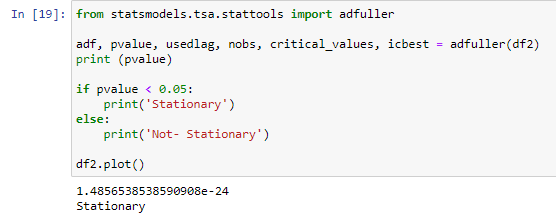 In [19]: from statsmodels.tsa.stattools import adfuller
adf, pvalue, usedlag, nobs, critical_values, icbest = adfuller(df2)
print (pvalue)
if pvalue < 0.05:
    print('Stationary')
else:
    print('Not- Stationary')
df2.plot()
1.4856538538590908e-24
Stationary